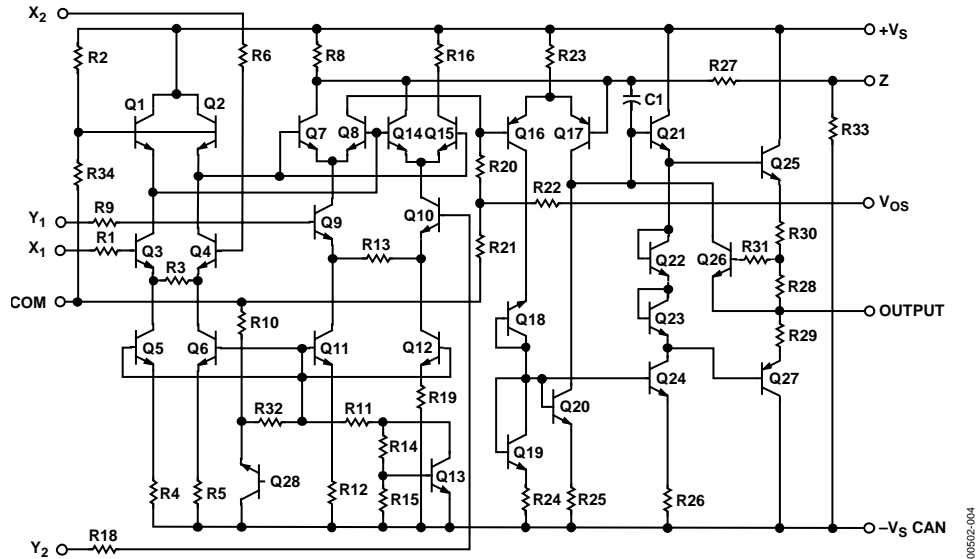 X2
R2
R6
R8
R16
R23
+VS
R27
Z
Q1
Q2
C1
R33
Q7
Q8
Q14
Q15
Q16
Q17
Q21
Q25
R34
R20
R22
VOS
Y1
R9
Q9
Q10
R21
R30
X1
R1
Q3
Q4
R13
Q22
Q26
R31
R3
R28
COM
R10
Q18
Q23
OUTPUT
Q5
Q6
Q11
Q12
R29
R19
Q24
Q27
R32
R11
Q20
R14
Q19
Q28
Q13
R4
R5
R12
R15
R24
R25
R26
–VS CAN
R18
Y2
00502-004